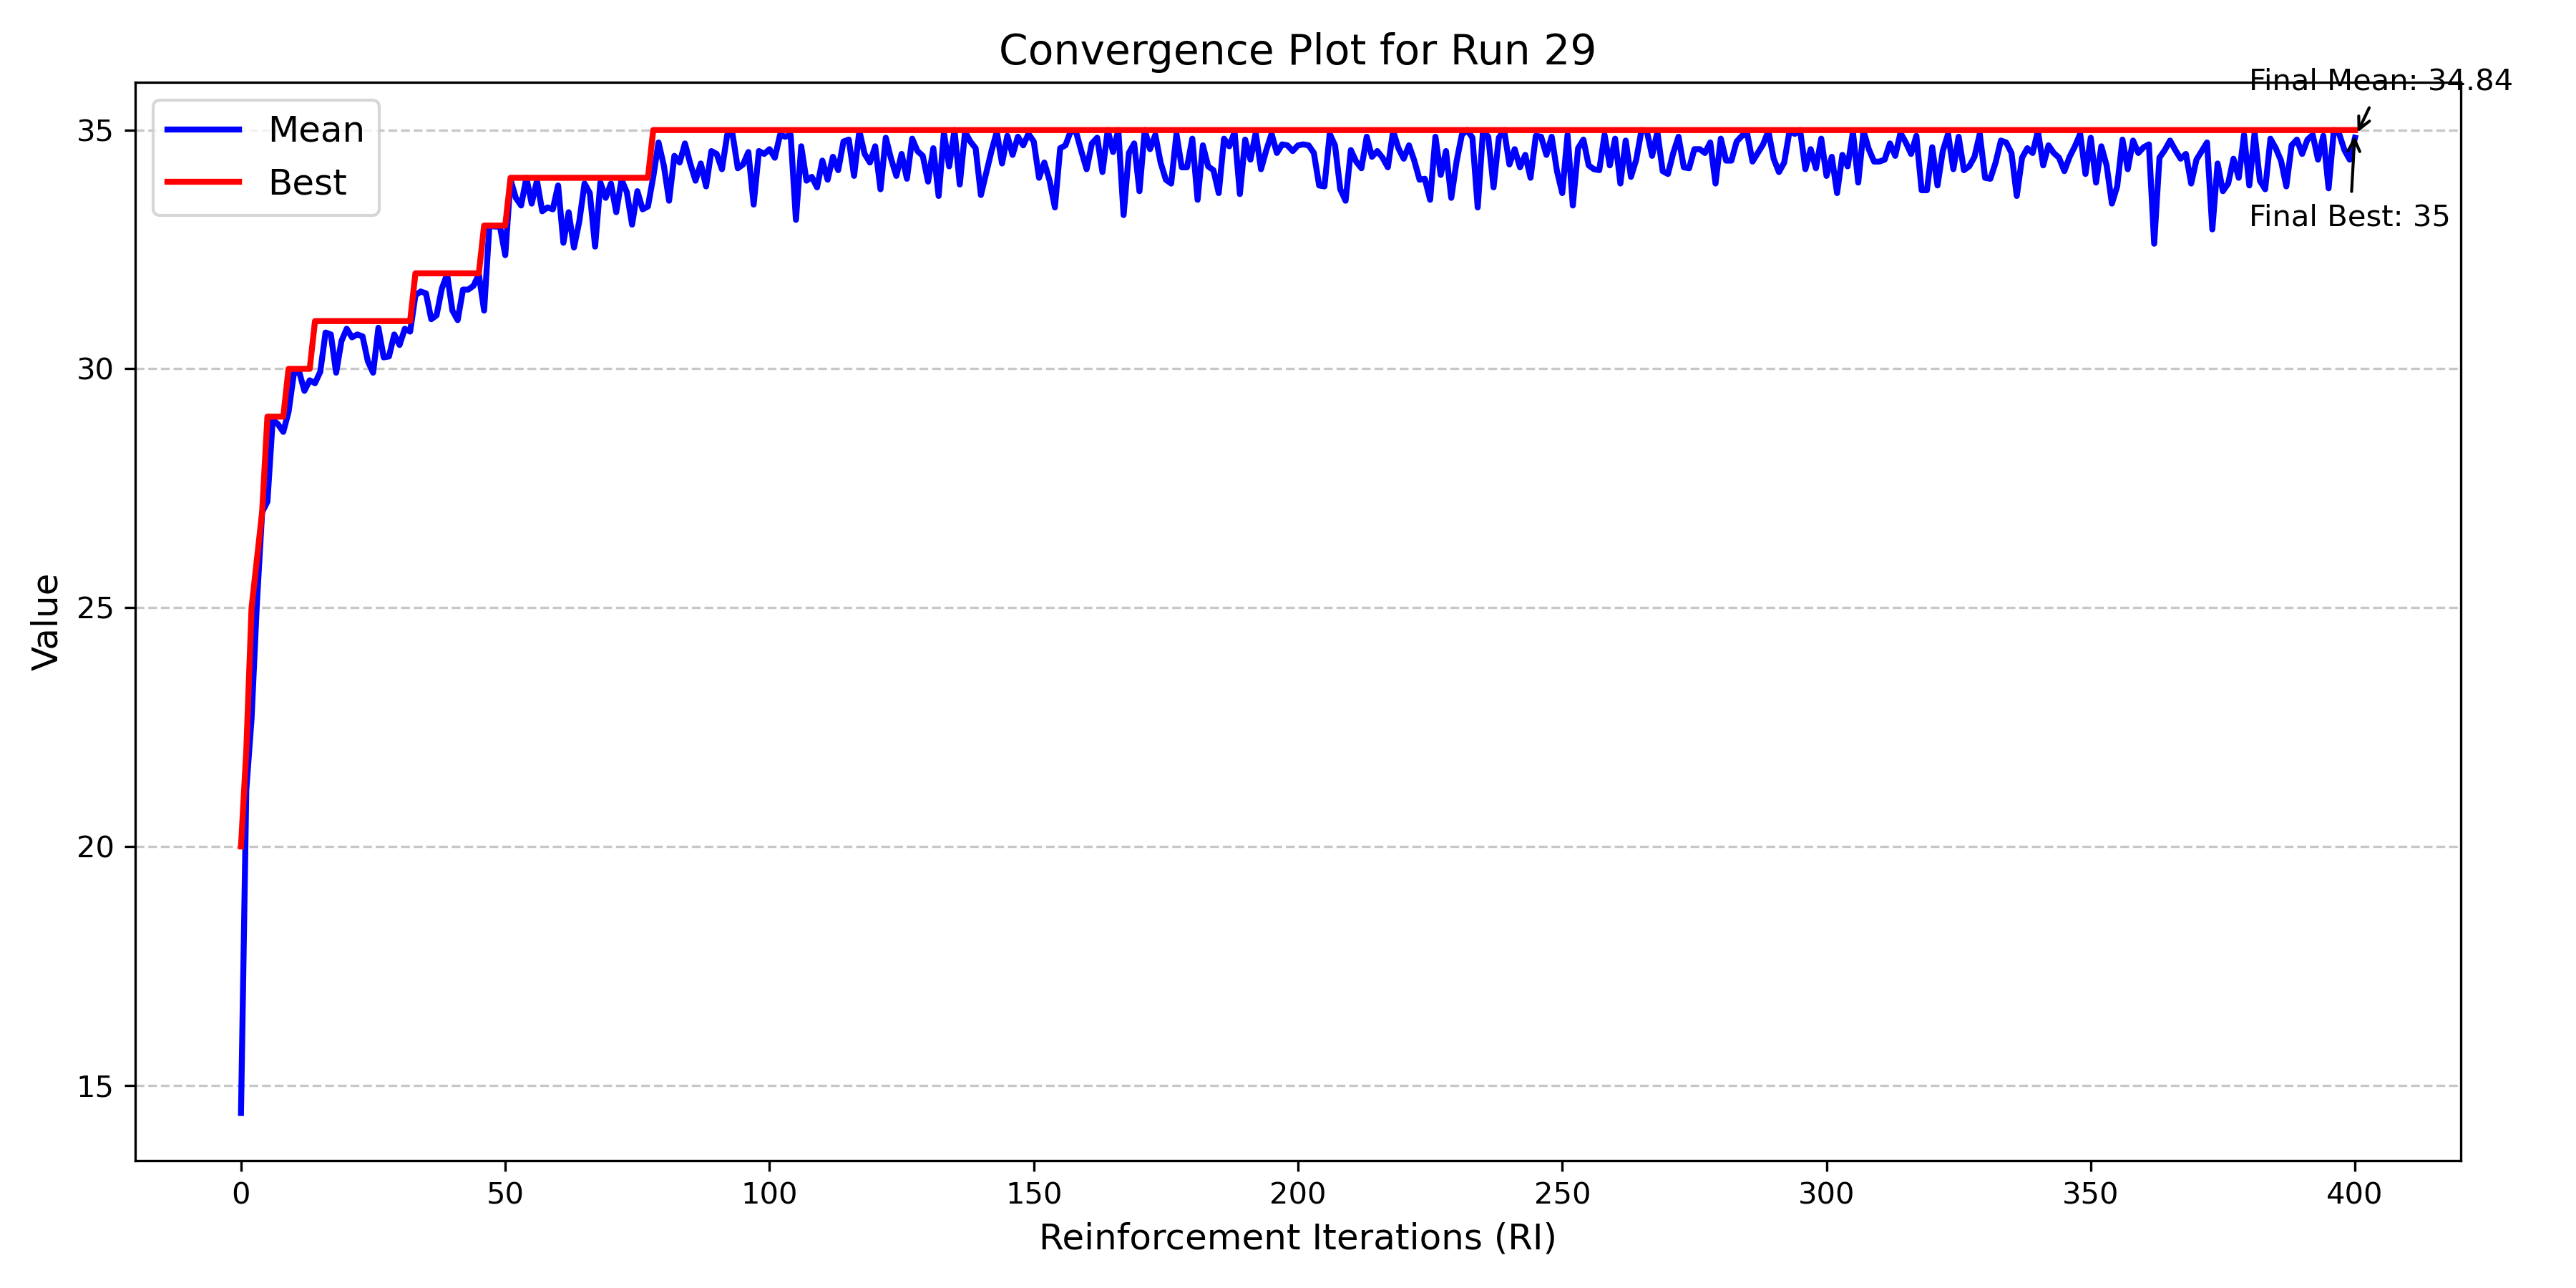 Convergence Plot for Run 29
Final Mean: 34.84
Mean
Best
Final Best: 35
35
30
25
20
15
Value
0
50
100
150
200
250
300
350
400
Reinforcement Iterations (RI)